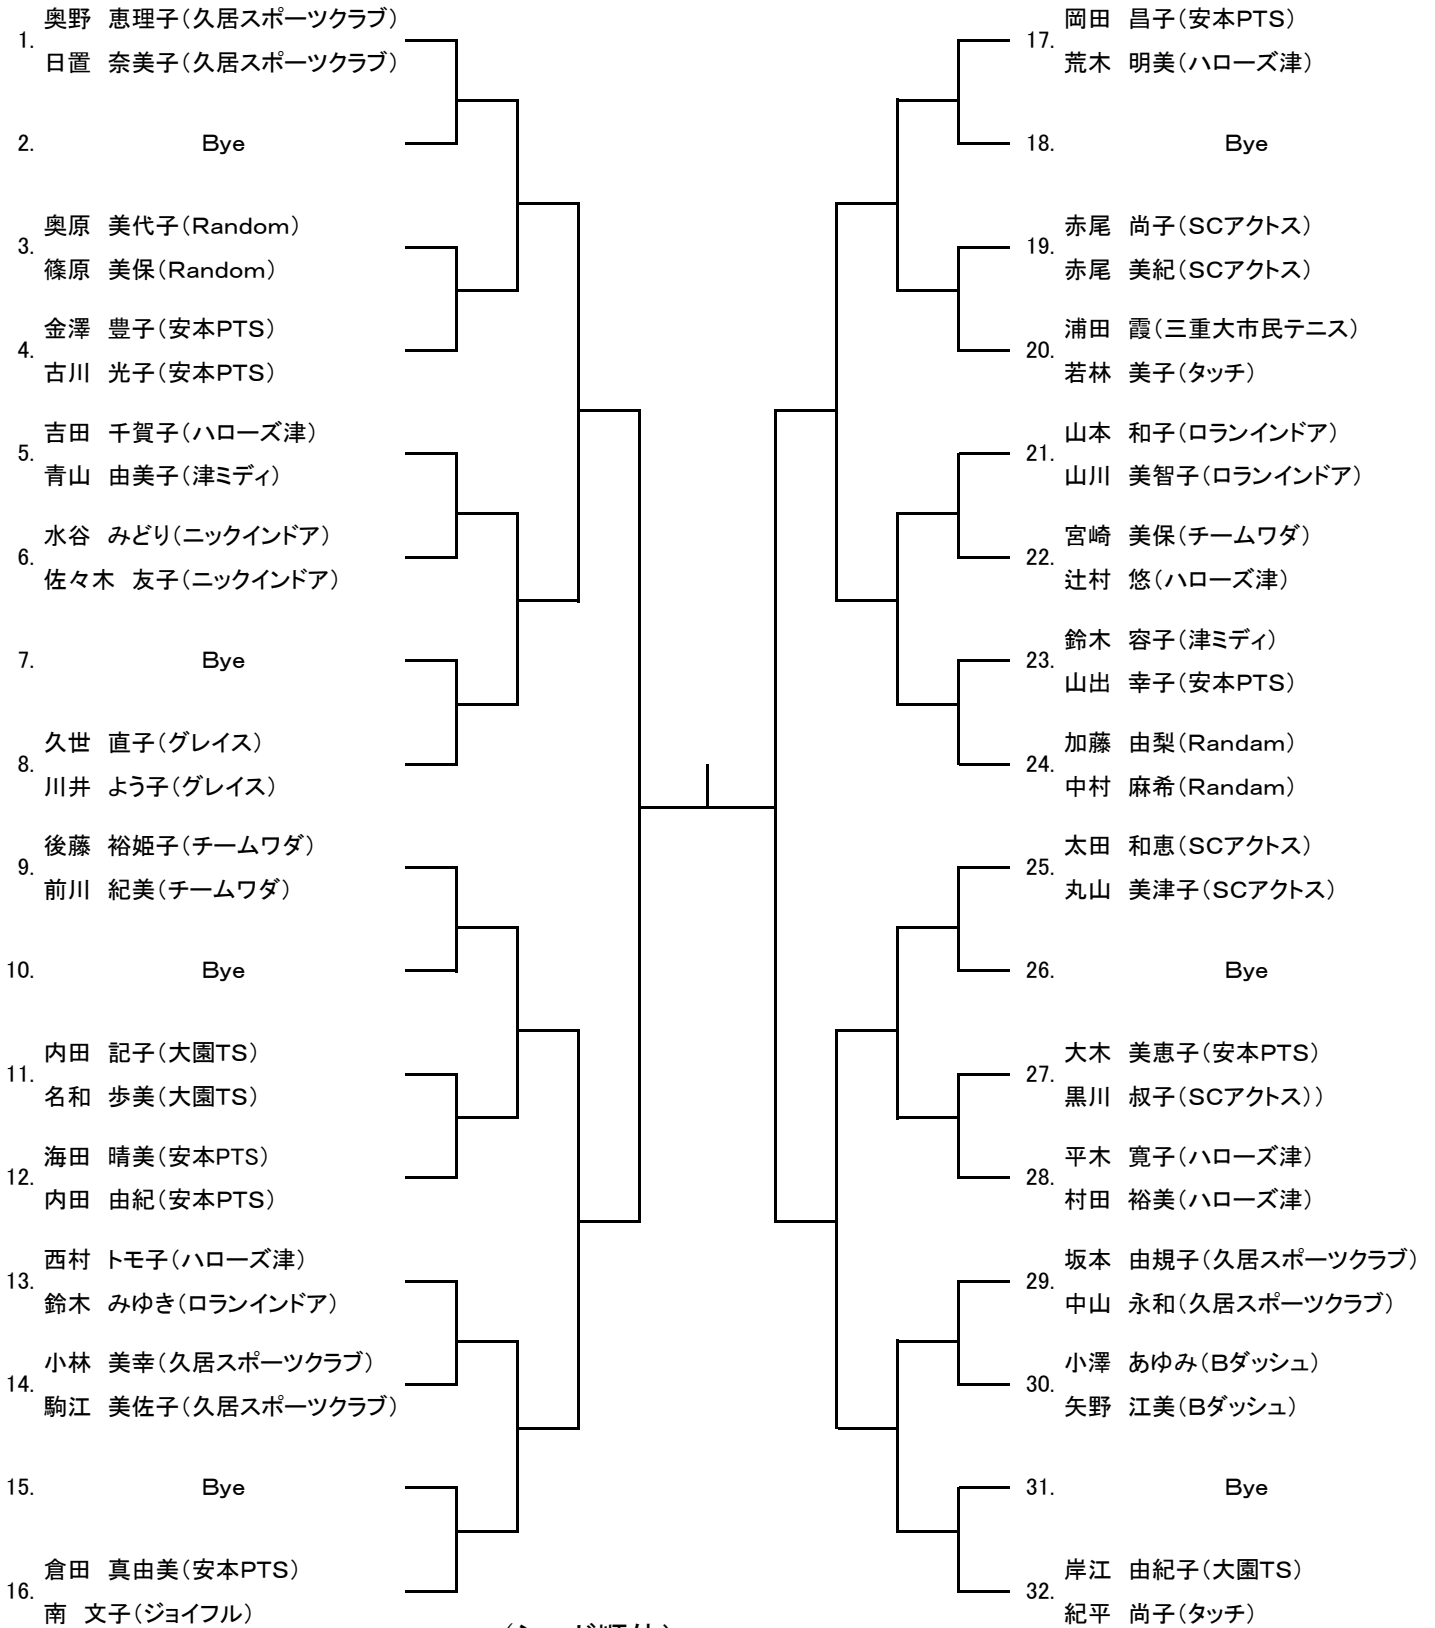 1.
奥野　恵理子(久居スポーツクラブ)
日置　奈美子(久居スポーツクラブ)
2.　Bye
3.
奥原　美代子(Random)
篠原　美保(Random)
4.
金澤　豊子(安本PTS)
古川　光子(安本PTS)
5.
吉田　千賀子(ハローズ津)
青山　由美子(津ミディ)
6.
水谷　みどり(ニックインドア)
佐々木　友子(ニックインドア)
7.　Bye
8.
久世　直子(グレイス)
川井　よう子(グレイス)
9.
後藤　裕姫子(チームワダ)
前川　紀美(チームワダ)
10.　Bye
11.
内田　記子(大園TS)
名和　歩美(大園TS)
12.
海田　晴美(安本PTS)
内田　由紀(安本PTS)
13.
西村　トモ子(ハローズ津)
鈴木　みゆき(ロランインドア)
14.
小林　美幸(久居スポーツクラブ)
駒江　美佐子(久居スポーツクラブ)
15.　Bye
16.
倉田　真由美(安本PTS)
南　文子(ジョイフル)
17.
岡田　昌子(安本PTS)
荒木　明美(ハローズ津)
18.　Bye
19.
赤尾　尚子(SCアクトス)
赤尾　美紀(SCアクトス)
20.
浦田　霞(三重大市民テニス)
若林　美子(タッチ)
21.
山本　和子(ロランインドア)
山川　美智子(ロランインドア)
22.
宮崎　美保(チームワダ)
辻村　悠(ハローズ津)
23.
鈴木　容子(津ミディ)
山出　幸子(安本PTS)
24.
加藤　由梨(Randam)
中村　麻希(Randam)
25.
太田　和恵(SCアクトス)
丸山　美津子(SCアクトス)
26.　Bye
27.
大木　美恵子(安本PTS)
黒川　叔子(SCアクトス))
28.
平木　寛子(ハローズ津)
村田　裕美(ハローズ津)
29.
坂本　由規子(久居スポーツクラブ)
中山　永和(久居スポーツクラブ)
30.
小澤　あゆみ(Bダッシュ)
矢野　江美(Bダッシュ)
31.　Bye
32.
岸江　由紀子(大園TS)
紀平　尚子(タッチ)